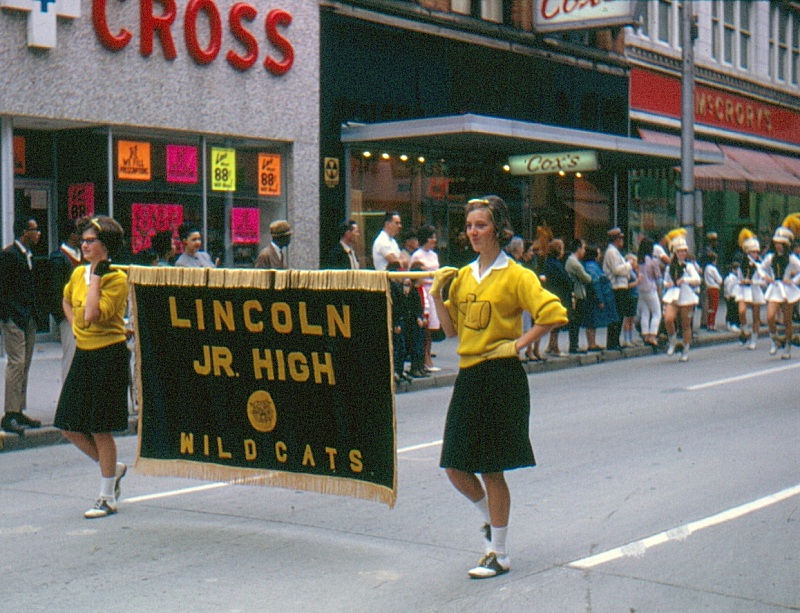 CROSS
Cox's
McCRORY'S
Cox's
88¢
88¢
LINCOLN
JR. HIGH
WILDCATS